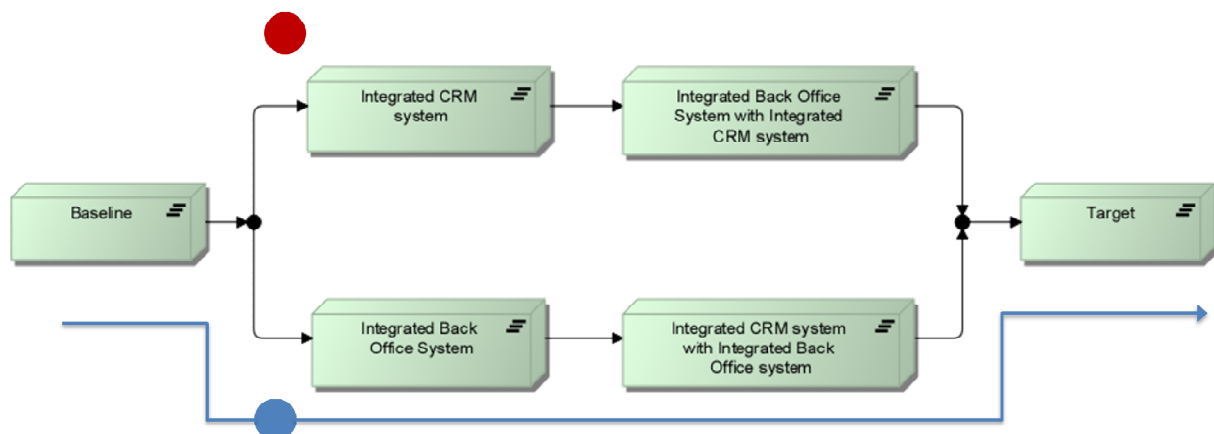 Integrated CRM
system
Integrated Back Office
System with Integrated
CRM system
Baseline
Target
Integrated Back
Office System
Integrated CRM system
with Integrated Back
Office system